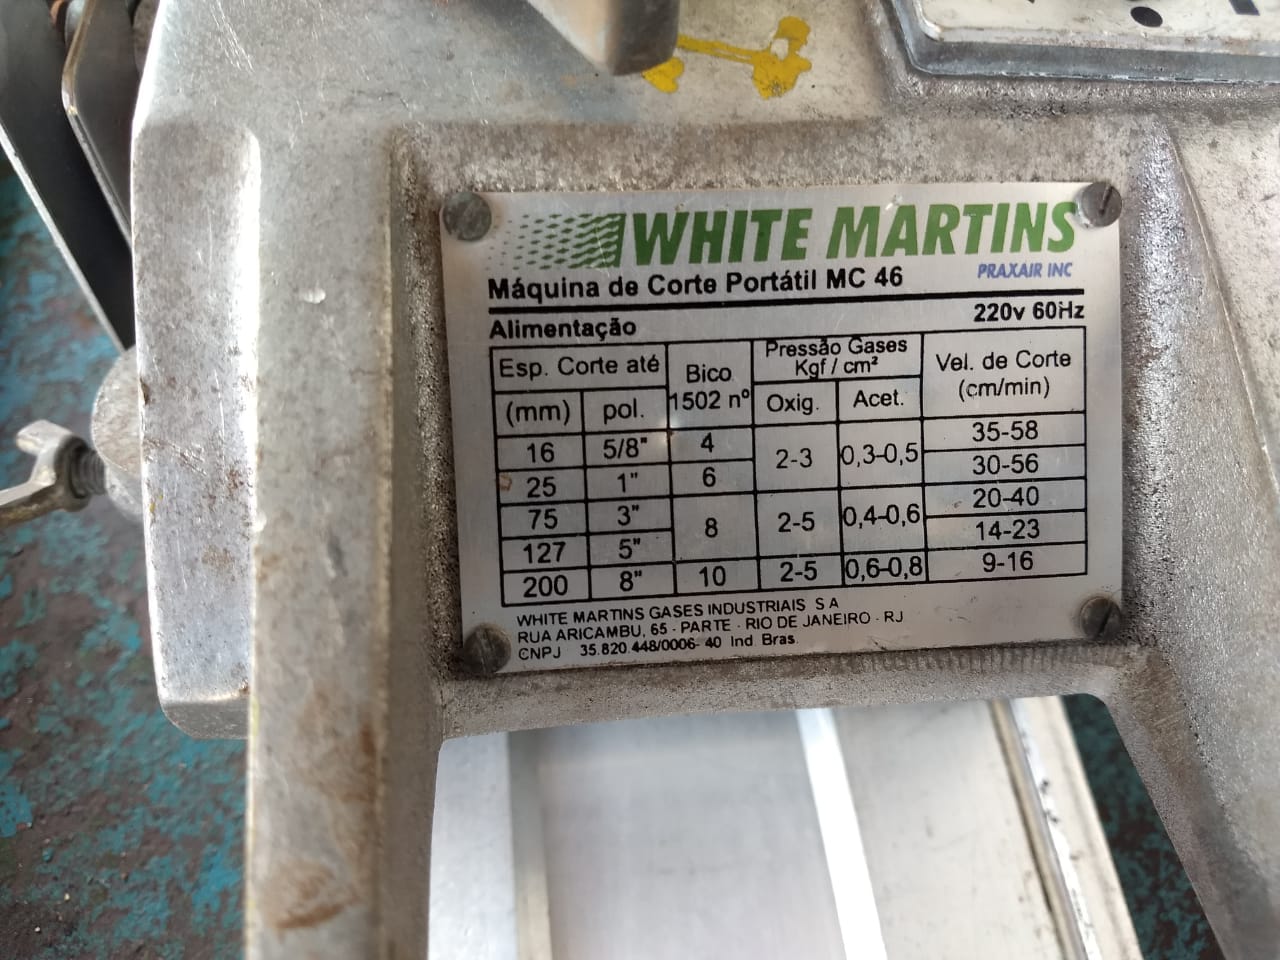 WHITE MARTINS
PRAXAIR INC
Máquina de Corte Portátil MC 46
Alimentação 220v 60Hz
Esp. Corte até Bico 1502 nº Pressão Gases Kgf / cm² Vel. de Corte (cm/min)
(mm) pol. Oxig. Acet.
16 5/8" 4 2-3 0,3-0,5 35-58
25 1" 6 30-56
75 3" 8 2-5 0,4-0,6 20-40
127 5" 14-23
200 8" 10 2-5 0,6-0,8 9-16
WHITE MARTINS GASES INDUSTRIAIS S A
RUA ARICAMBU, 65 - PARTE - RIO DE JANEIRO - RJ
CNPJ 35.820.448/0006-40 Ind Bras.